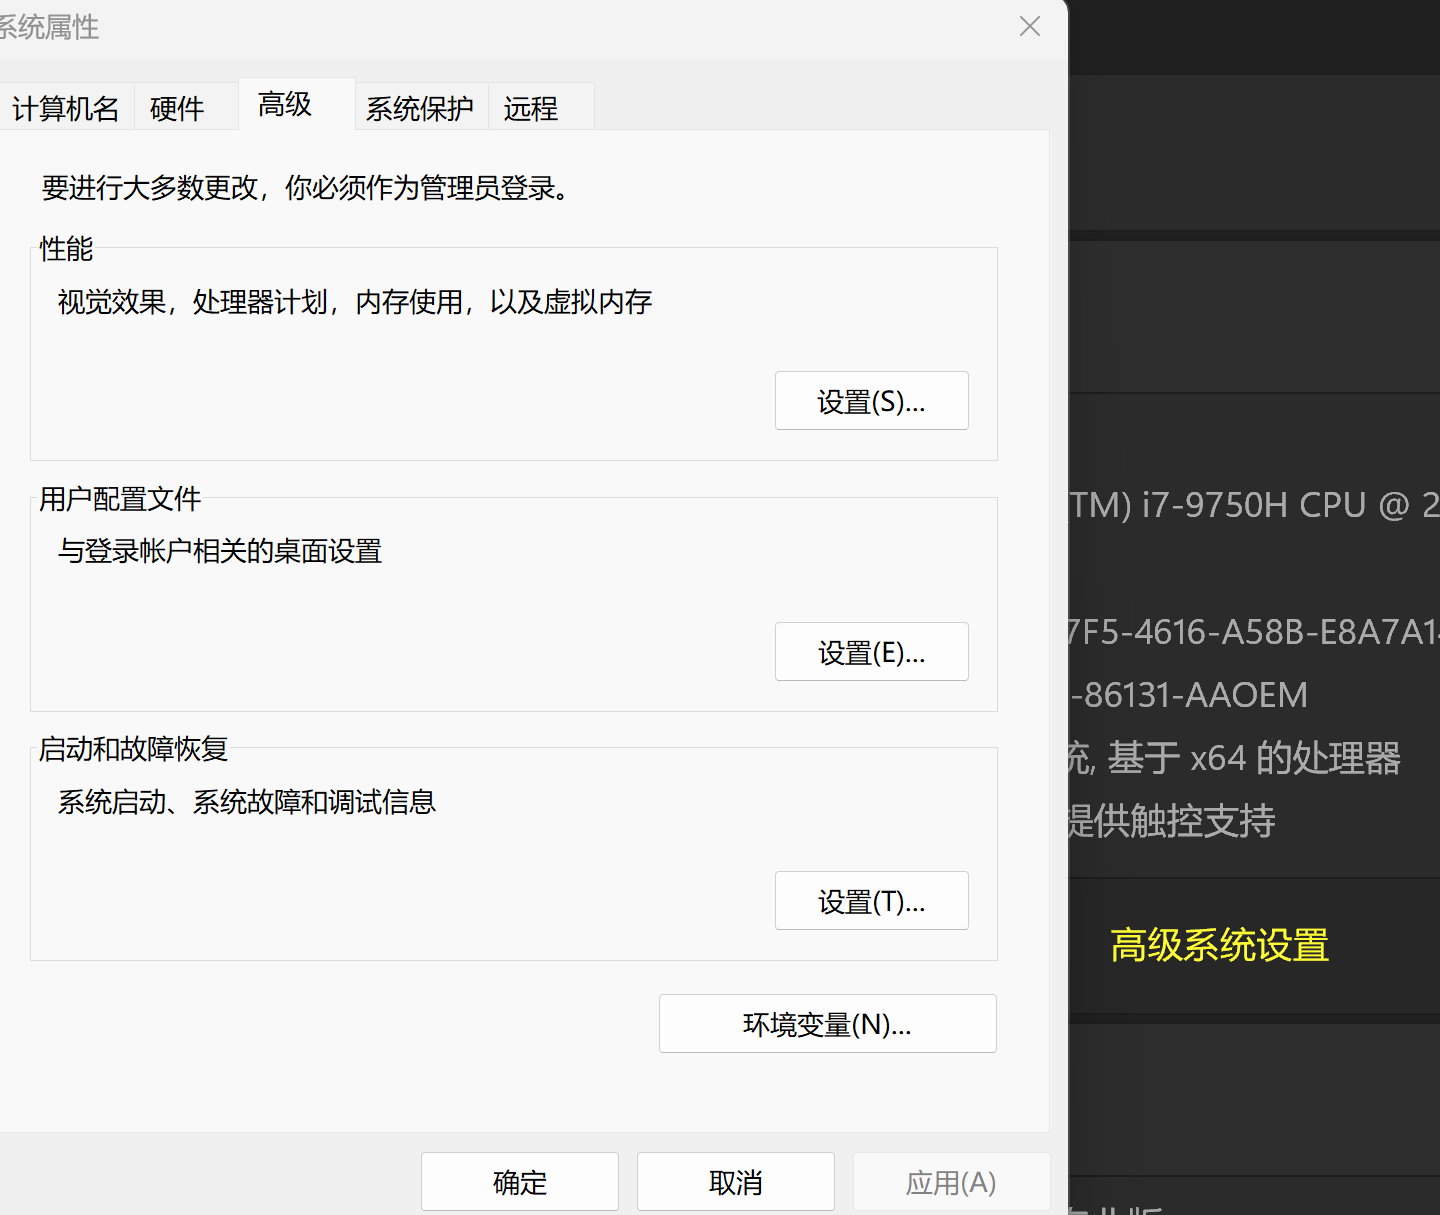 系统属性
计算机名
硬件
高级
系统保护
远程
要进行大多数更改，你必须作为管理员登录。
性能
视觉效果，处理器计划，内存使用，以及虚拟内存
设置(S)...
用户配置文件
与登录帐户相关的桌面设置
设置(E)...
启动和故障恢复
系统启动、系统故障和调试信息
设置(T)...
环境变量(N)...
确定
取消
应用(A)
(TM) i7-9750H CPU @ 2
7F5-4616-A58B-E8A7A1
-86131-AAOEM
统, 基于 x64 的处理器
提供触控支持
高级系统设置